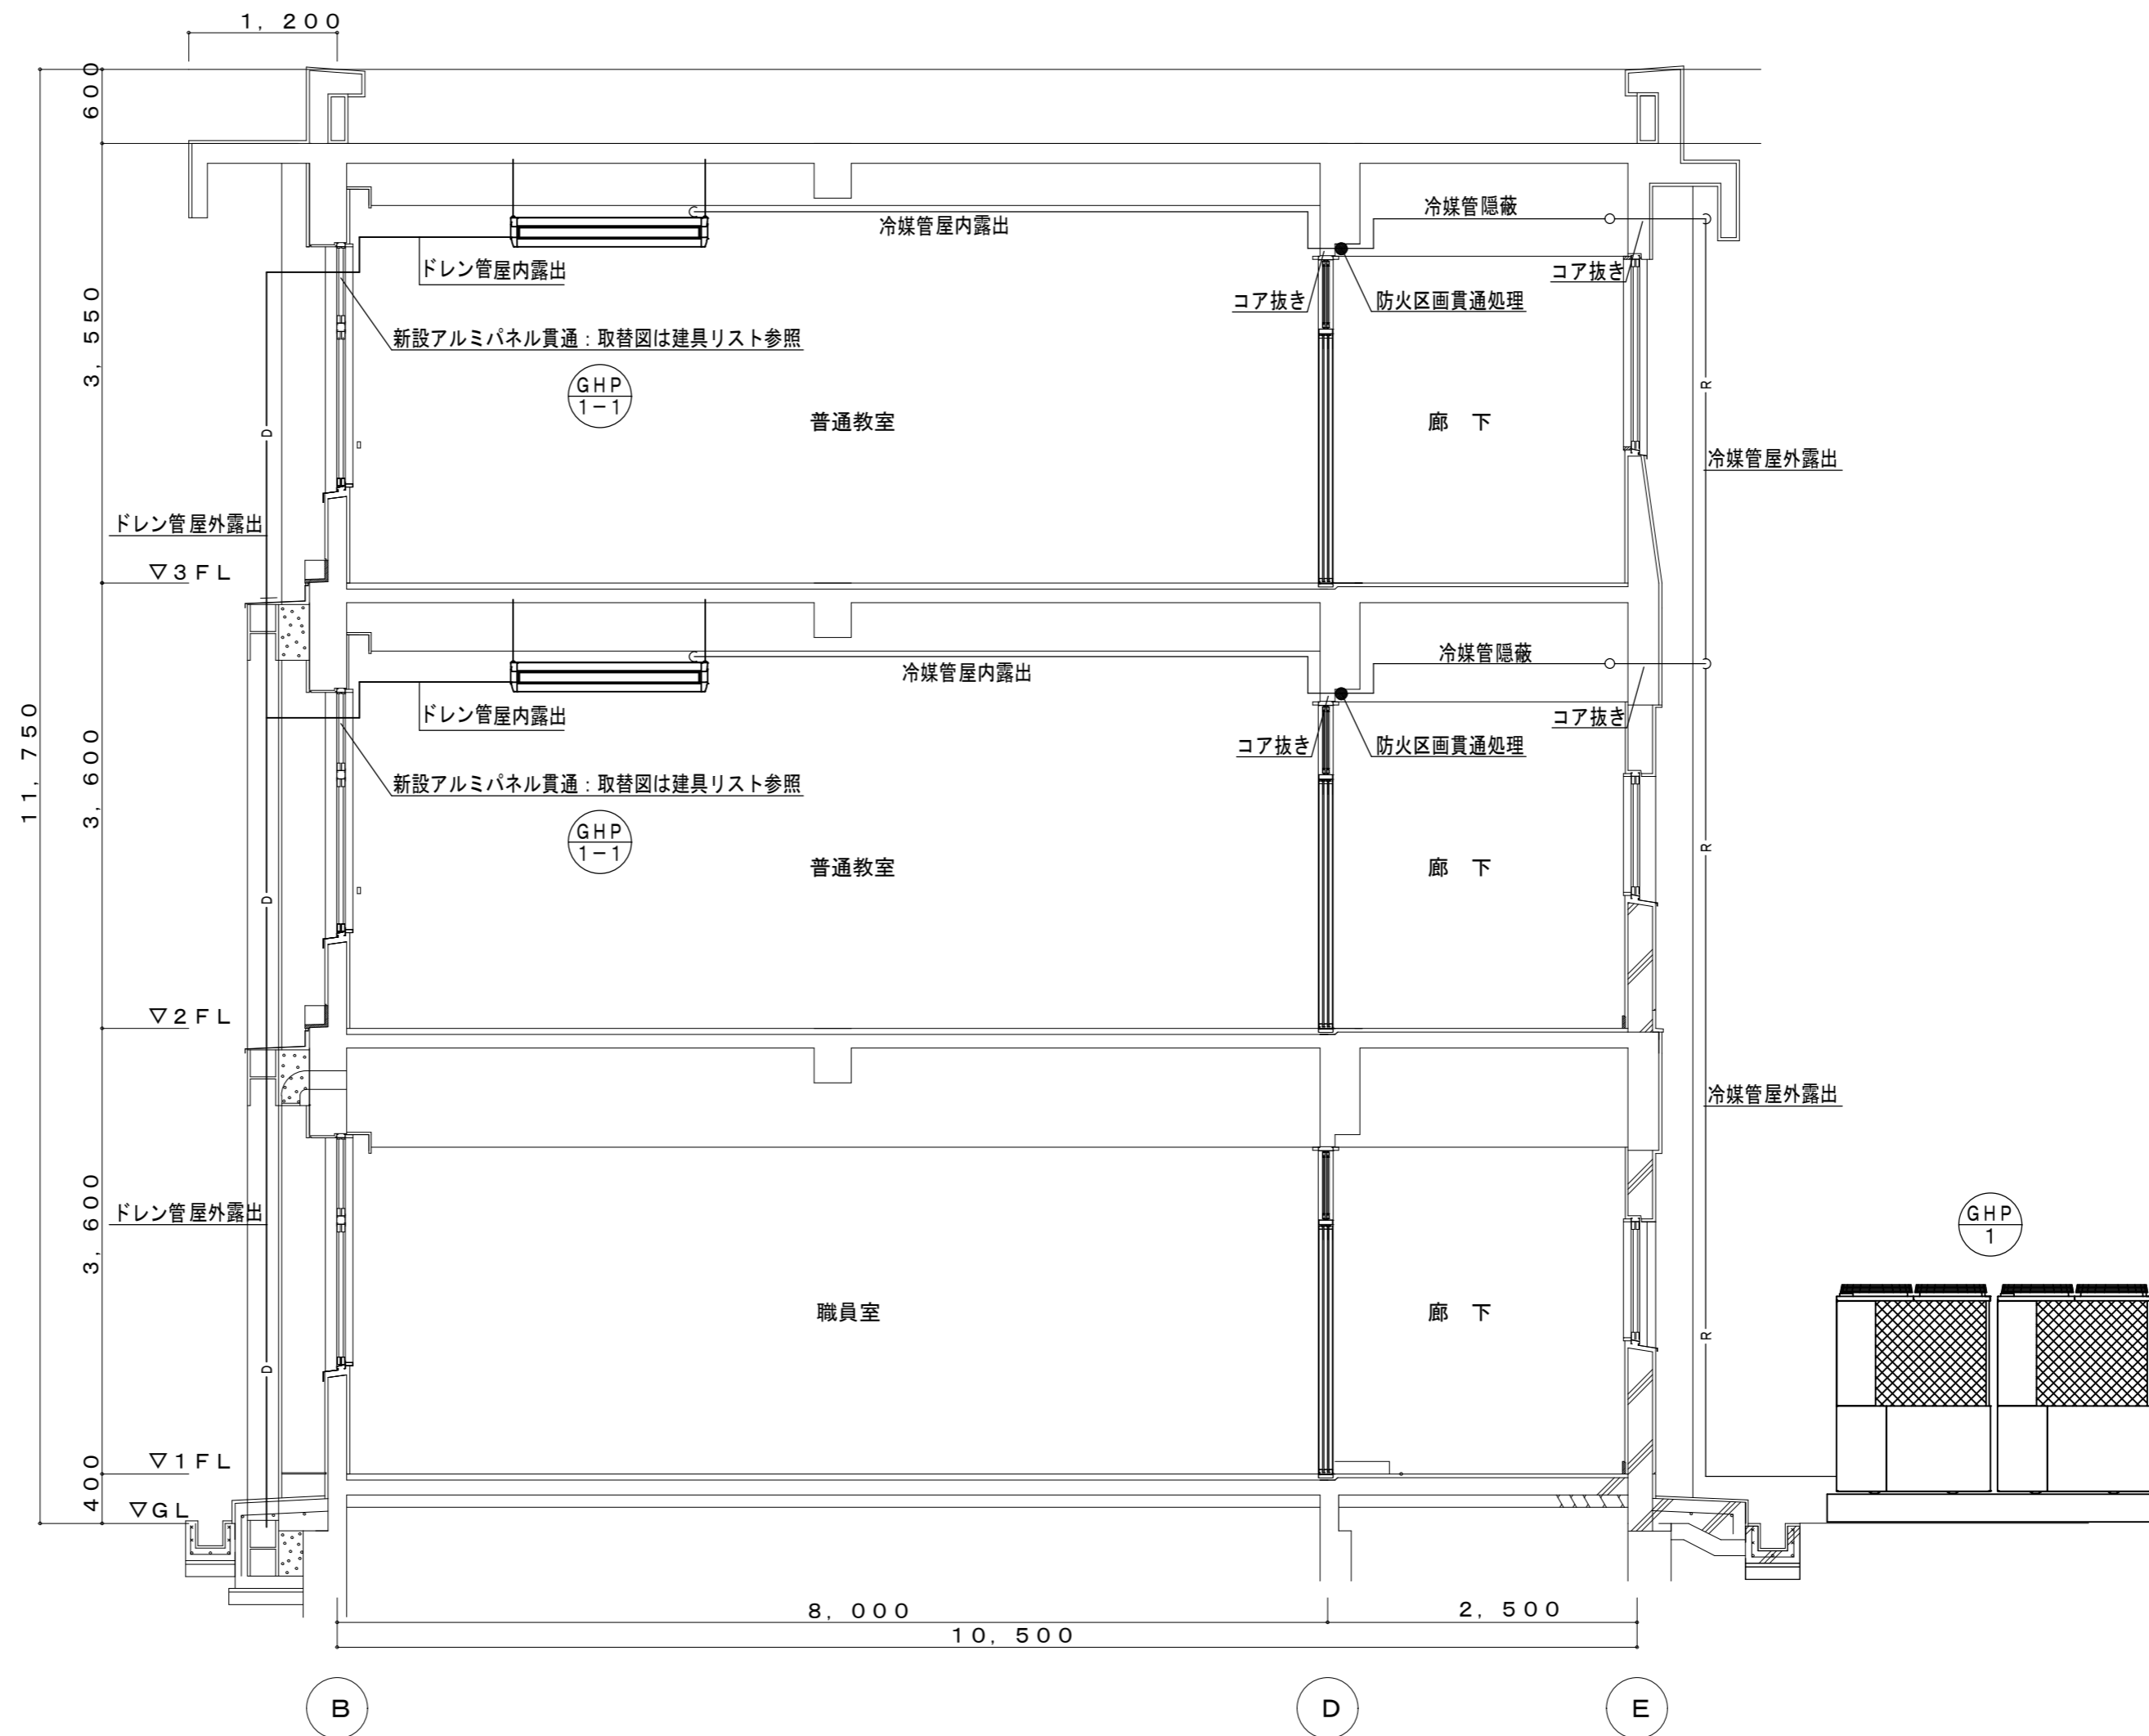 1,200
600
冷媒管隠蔽
冷媒管屋内露出
ドレン管屋内露出
コア抜き
コア抜き
防火区画貫通処理
3,550
新設アルミパネル貫通：取替図は建具リスト参照
GHP
1-1
普通教室
廊　下
R
D
冷媒管屋外露出
ドレン管屋外露出
▽3FL
冷媒管隠蔽
冷媒管屋内露出
ドレン管屋内露出
コア抜き
コア抜き
防火区画貫通処理
11,750
3,600
新設アルミパネル貫通：取替図は建具リスト参照
GHP
1-1
普通教室
廊　下
R
D
▽2FL
冷媒管屋外露出
3,600
ドレン管屋外露出
GHP
1
職員室
廊　下
R
D
▽1FL
400
▽GL
8,000
2,500
10,500
B
D
E